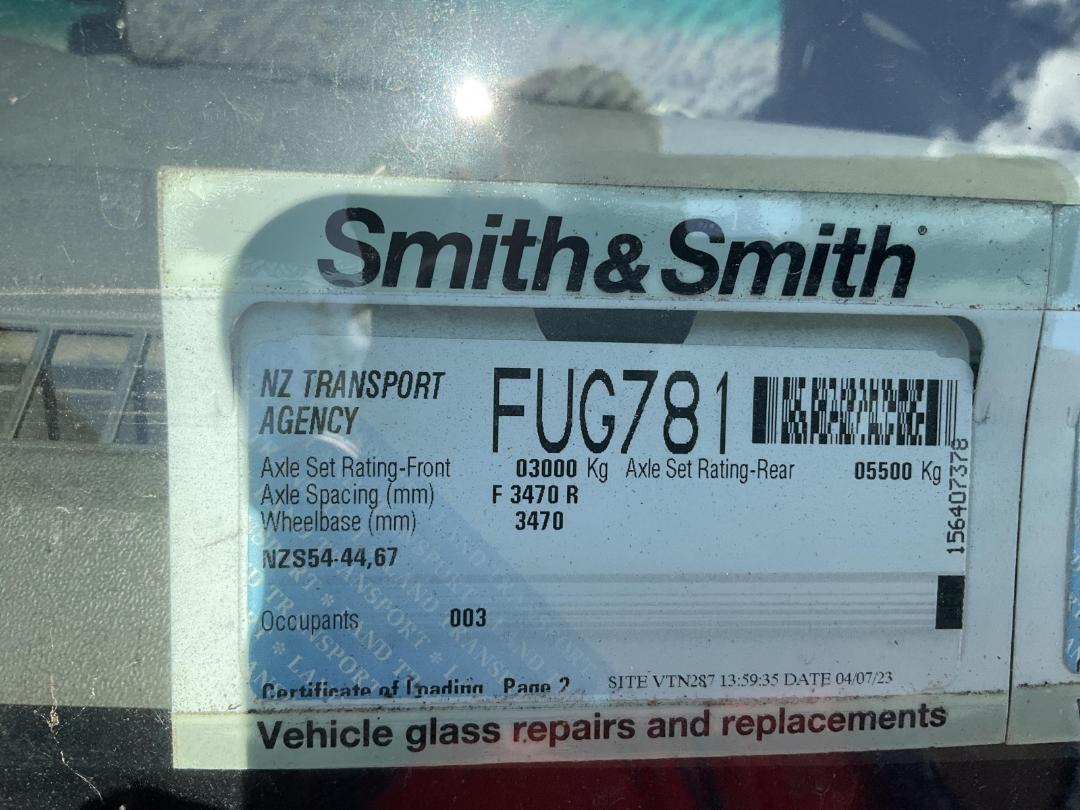 Smith&Smith®
NZ TRANSPORT AGENCY FUG781
Axle Set Rating-Front 03000 Kg Axle Set Rating-Rear 05500 Kg
Axle Spacing (mm) F 3470 R
Wheelbase (mm) 3470
156407378
NZS54-44,67
Occupants 003
Certificate of Loading Page 2 SITE VTN287 13:59:35 DATE 04/07/23
Vehicle glass repairs and replacements